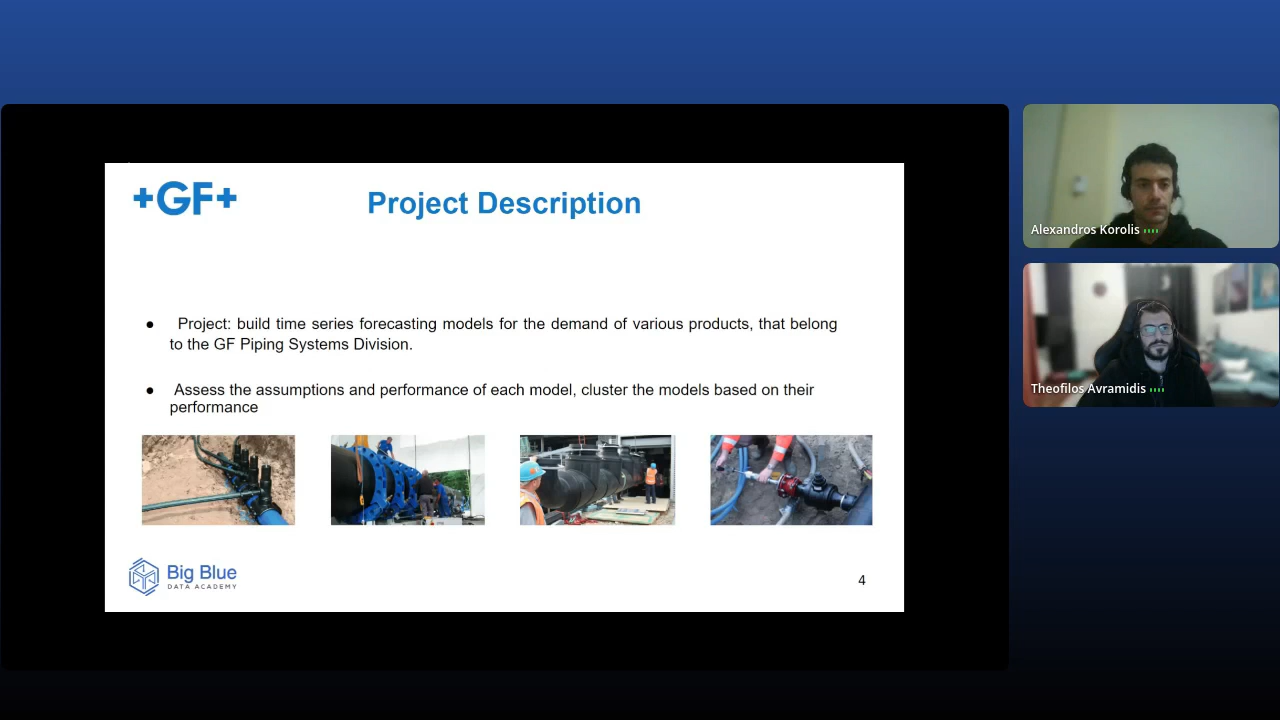 +GF+
Project Description
● Project: build time series forecasting models for the demand of various products, that belong
to the GF Piping Systems Division.
● Assess the assumptions and performance of each model, cluster the models based on their
performance
Big Blue
DATA ACADEMY
4
Alexandros Korolis
Theofilos Avramidis